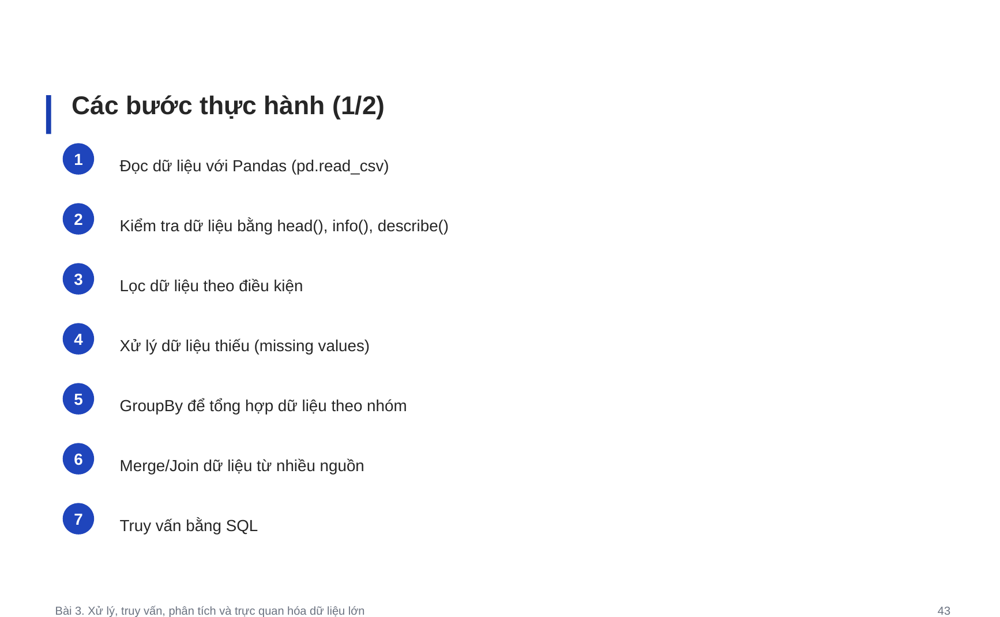 Các bước thực hành (1/2)
1 Đọc dữ liệu với Pandas (pd.read_csv)
2 Kiểm tra dữ liệu bằng head(), info(), describe()
3 Lọc dữ liệu theo điều kiện
4 Xử lý dữ liệu thiếu (missing values)
5 GroupBy để tổng hợp dữ liệu theo nhóm
6 Merge/Join dữ liệu từ nhiều nguồn
7 Truy vấn bằng SQL
Bài 3. Xử lý, truy vấn, phân tích và trực quan hóa dữ liệu lớn 43